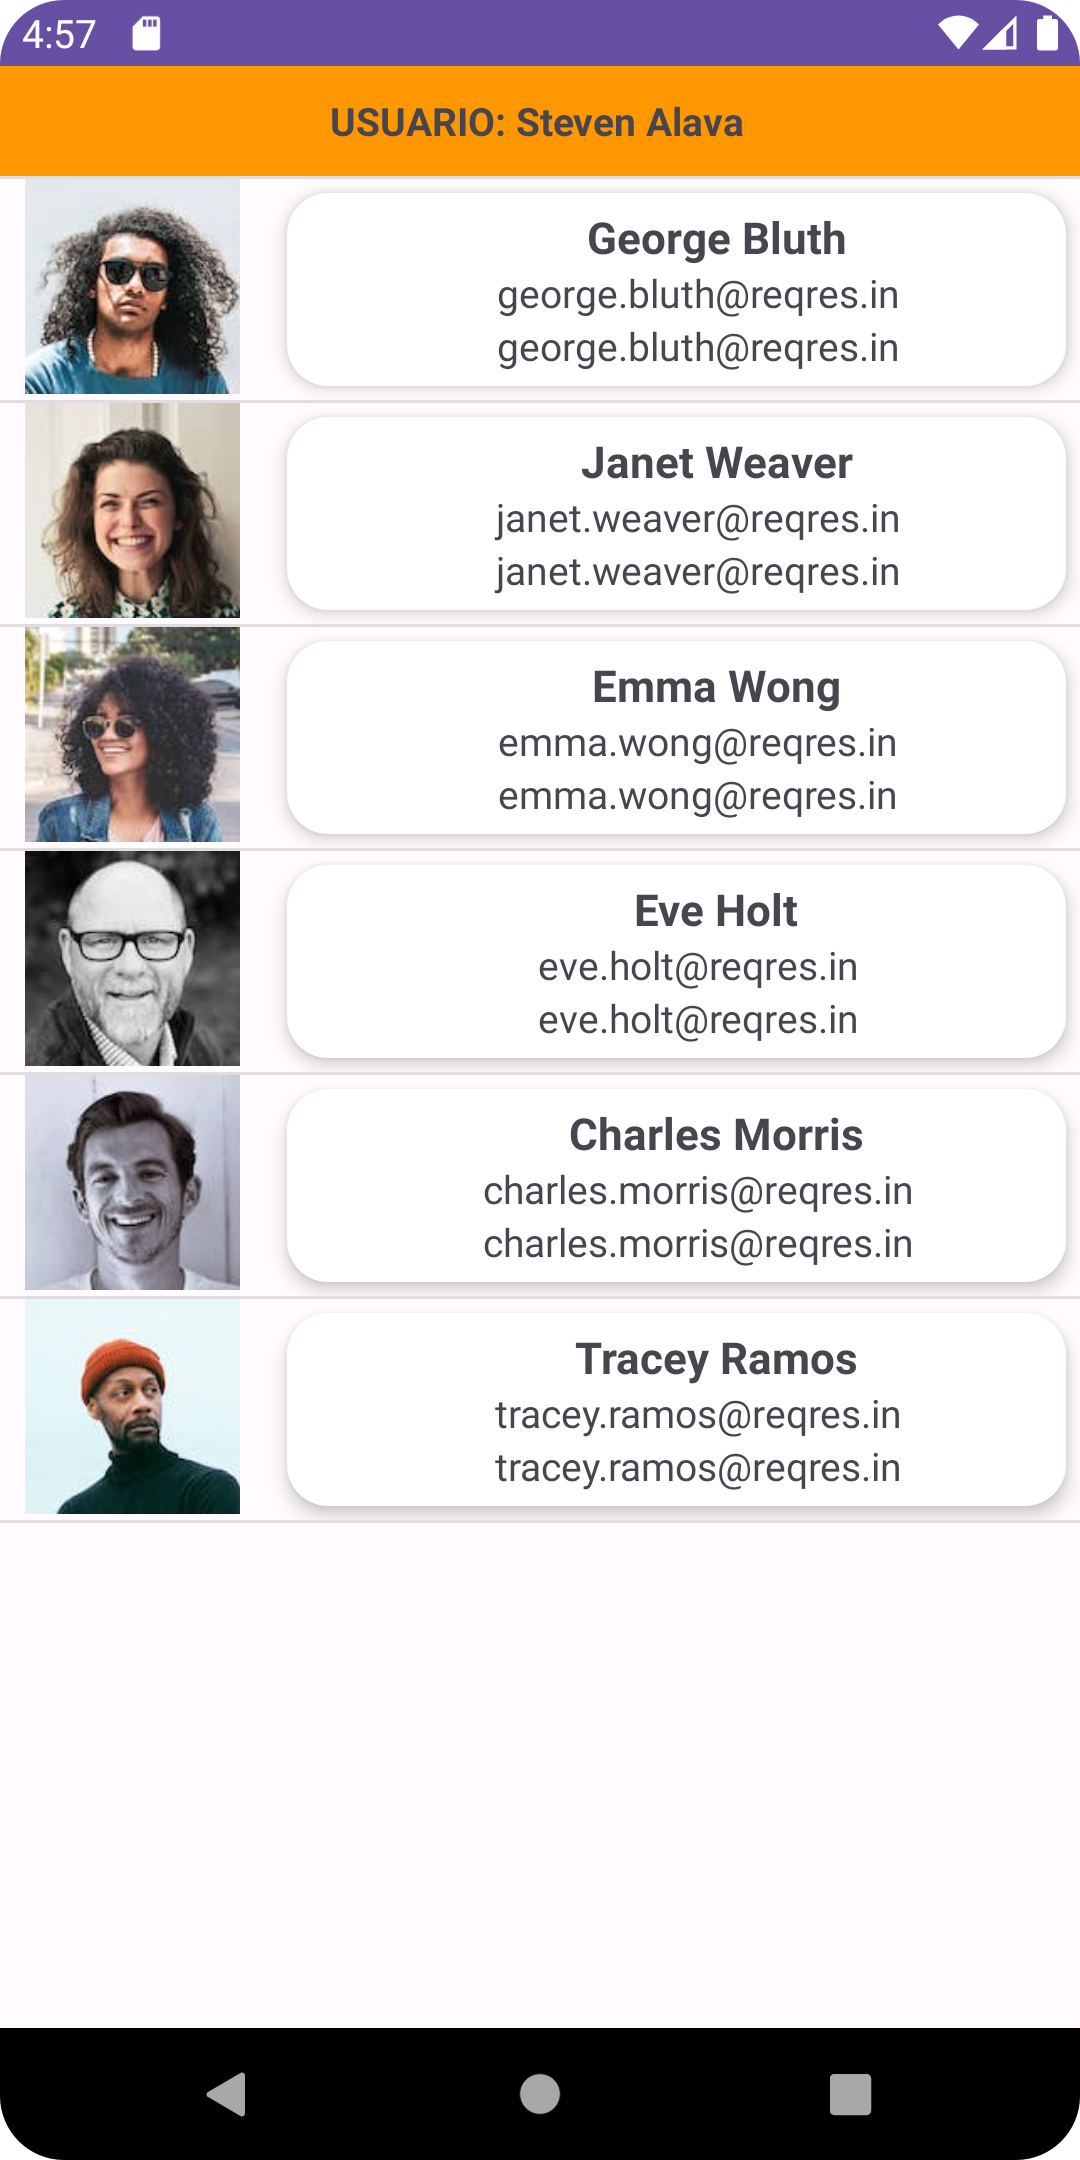 4:57
USUARIO: Steven Alava
George Bluth
george.bluth@reqres.in
george.bluth@reqres.in
Janet Weaver
janet.weaver@reqres.in
janet.weaver@reqres.in
Emma Wong
emma.wong@reqres.in
emma.wong@reqres.in
Eve Holt
eve.holt@reqres.in
eve.holt@reqres.in
Charles Morris
charles.morris@reqres.in
charles.morris@reqres.in
Tracey Ramos
tracey.ramos@reqres.in
tracey.ramos@reqres.in